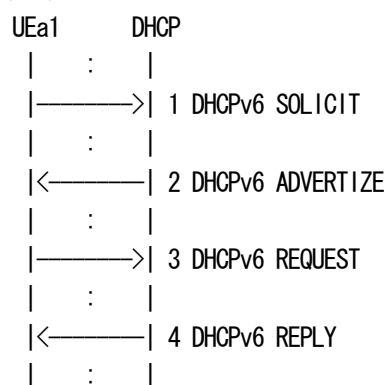 UEa1 DHCP
| : |
|------->| 1 DHCPv6 SOLICIT
| : |
|<-------| 2 DHCPv6 ADVERTIZE
| : |
|------->| 3 DHCPv6 REQUEST
| : |
|<-------| 4 DHCPv6 REPLY
| : |